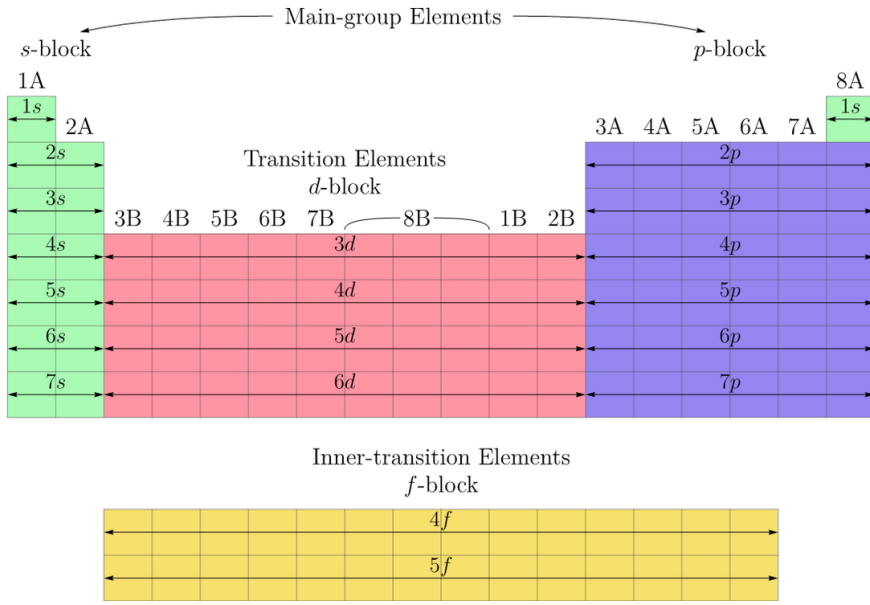 Main-group Elements
s-block p-block
1A 8A
1s 1s
2A 3A 4A 5A 6A 7A
2s 2p
Transition Elements
d-block
3s 3p
3B 4B 5B 6B 7B 8B 1B 2B
4s 3d 4p
5s 4d 5p
6s 5d 6p
7s 6d 7p
Inner-transition Elements
f-block
4f
5f